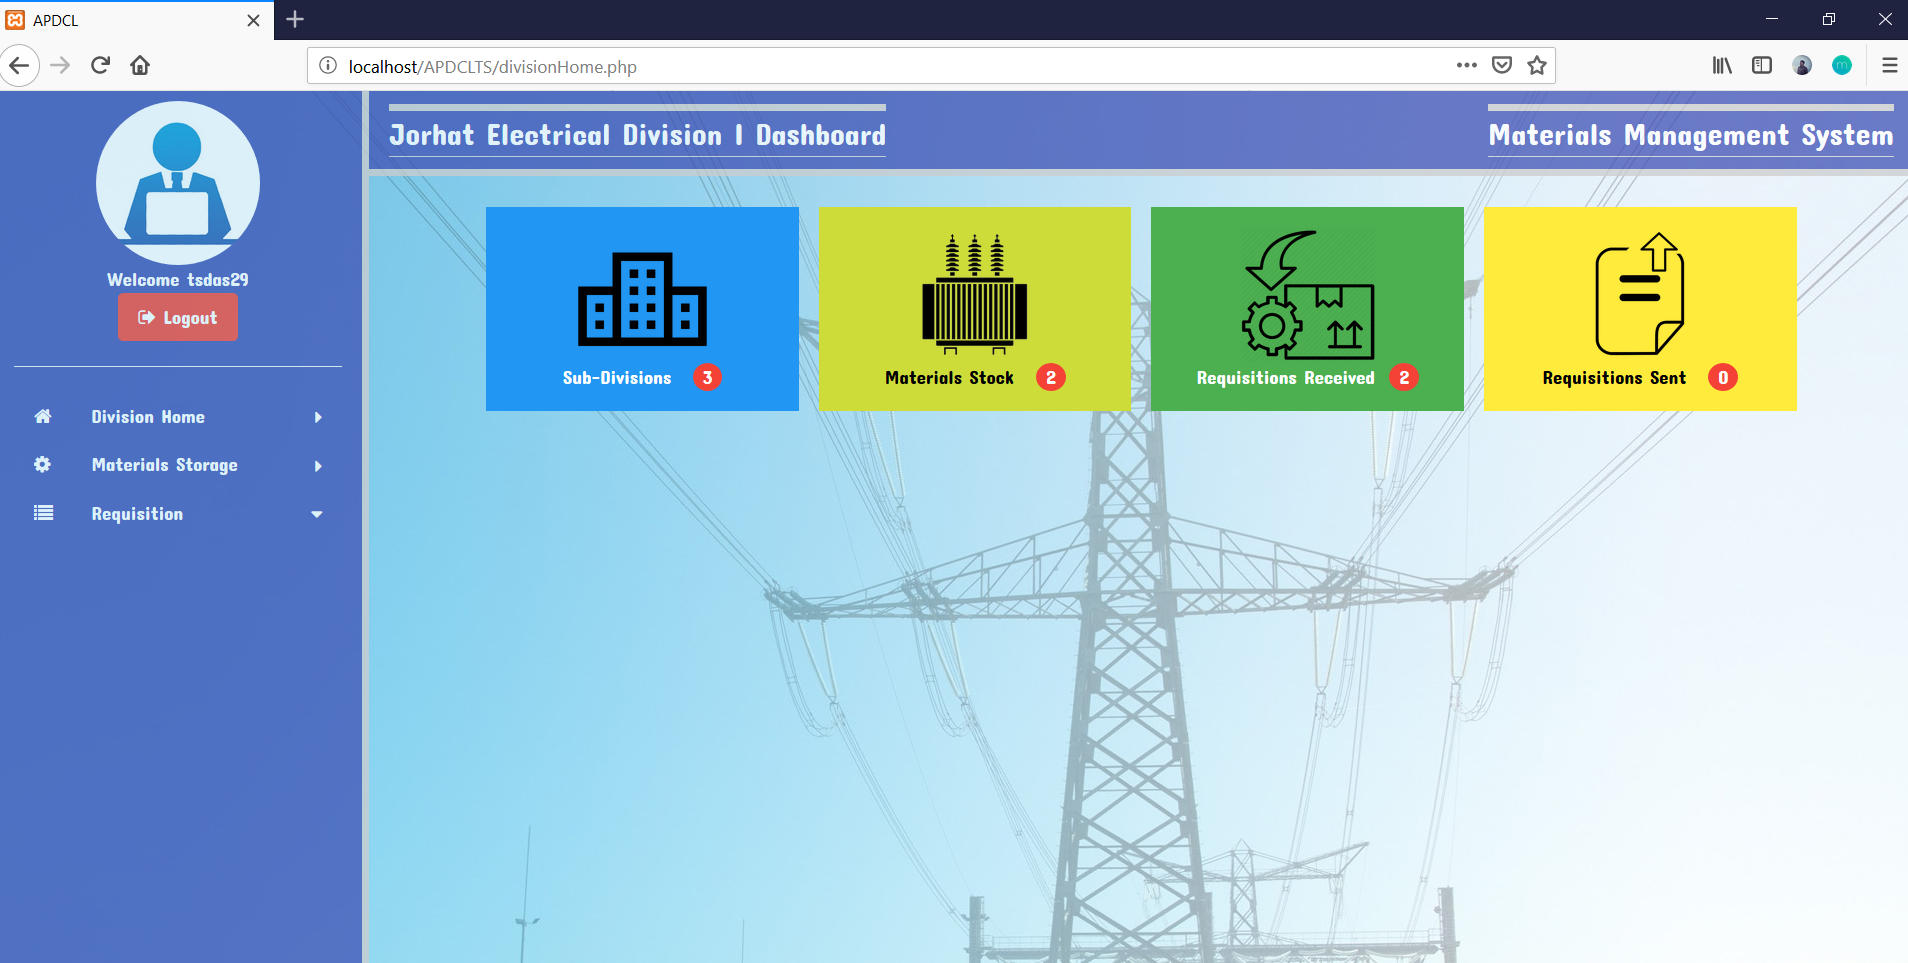 APDCL
localhost/APDCLTS/divisionHome.php
Jorhat Electrical Division I Dashboard
Materials Management System
Welcome tsdas29
Logout
Division Home
Materials Storage
Requisition
Sub-Divisions 3
Materials Stock 2
Requisitions Received 2
Requisitions Sent 0